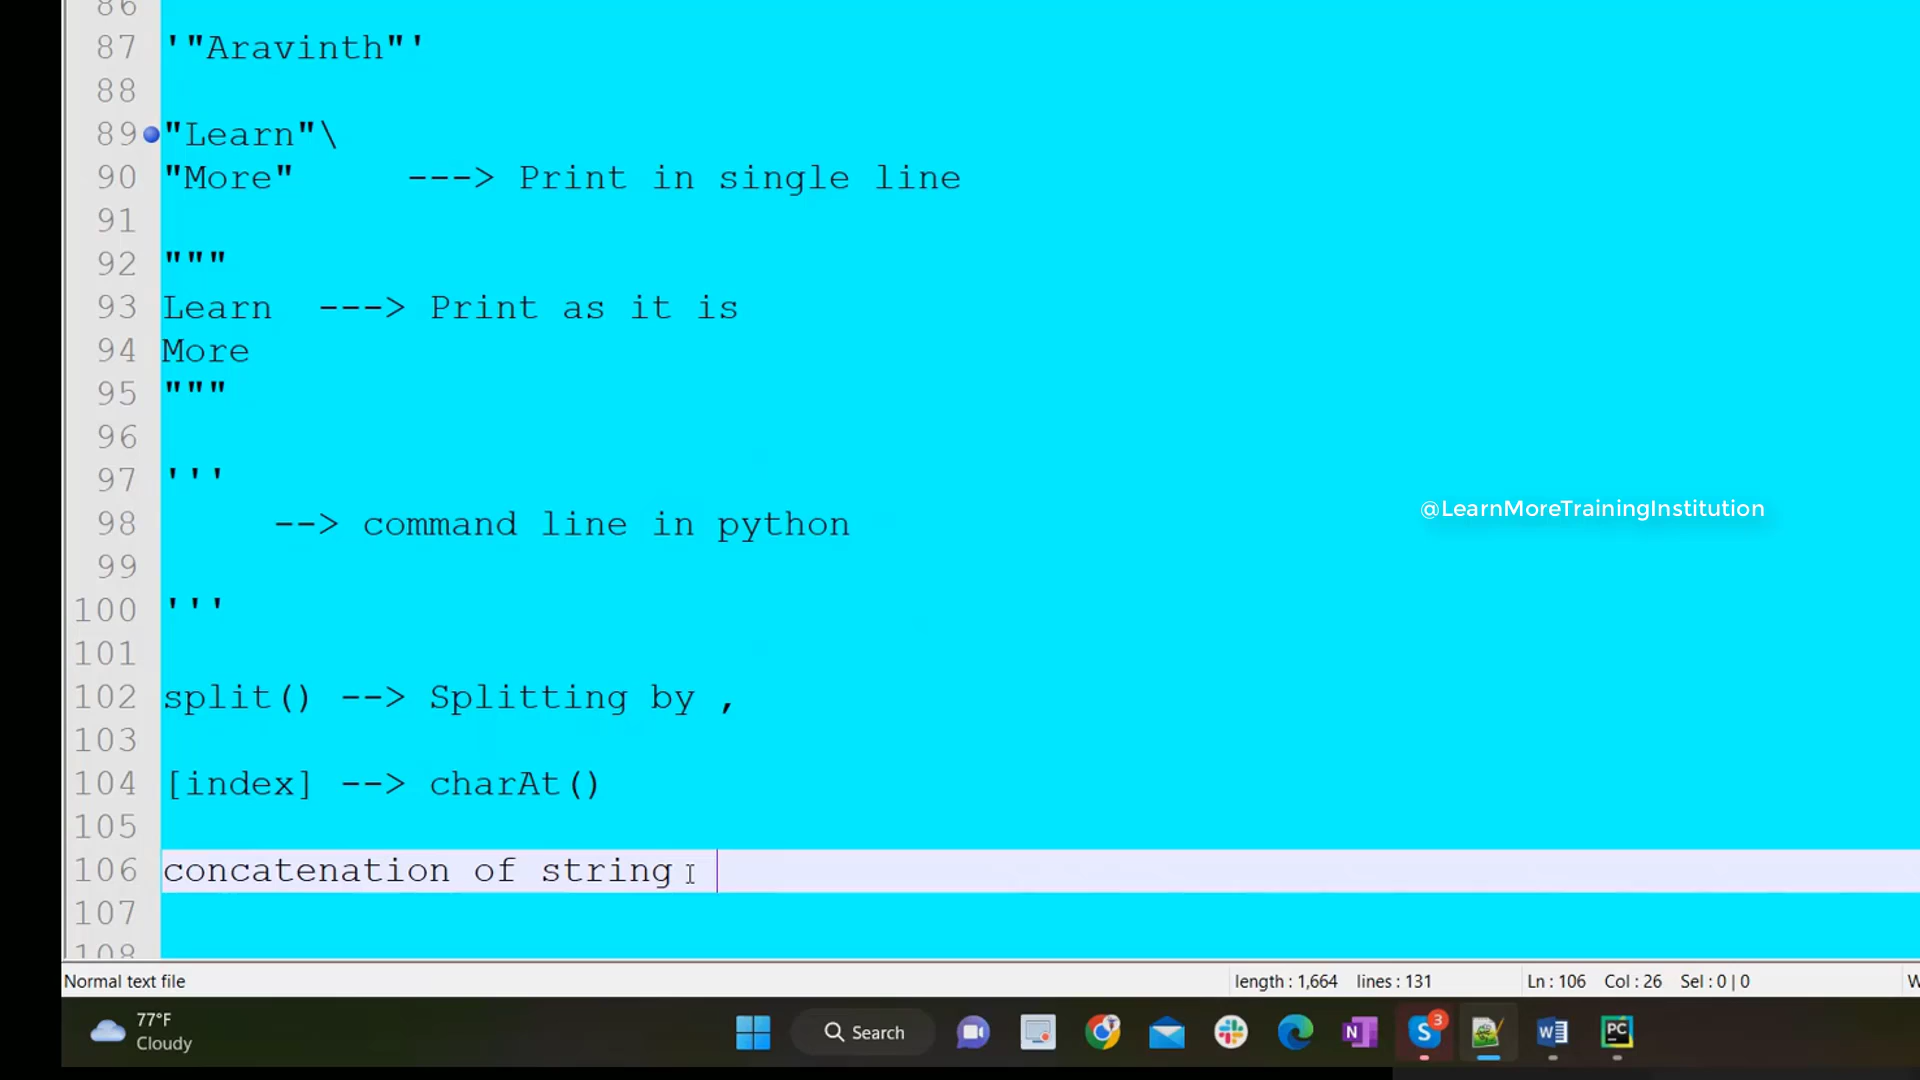 86
87 '"Aravinth"'
88
89 "Learn"\
90 "More"     ---> Print in single line
91
92 """
93 Learn  ---> Print as it is
94 More
95 """
96
97 '''
98      --> command line in python
99
100 '''
101
102 split() --> Splitting by ,
103
104 [index] --> charAt()
105
106 concatenation of string
107
108
@LearnMoreTrainingInstitution
Normal text file length : 1,664 lines : 131 Ln : 106 Col : 26 Sel : 0 | 0 W
77°F
Cloudy
Search
N
S
3
W
PC